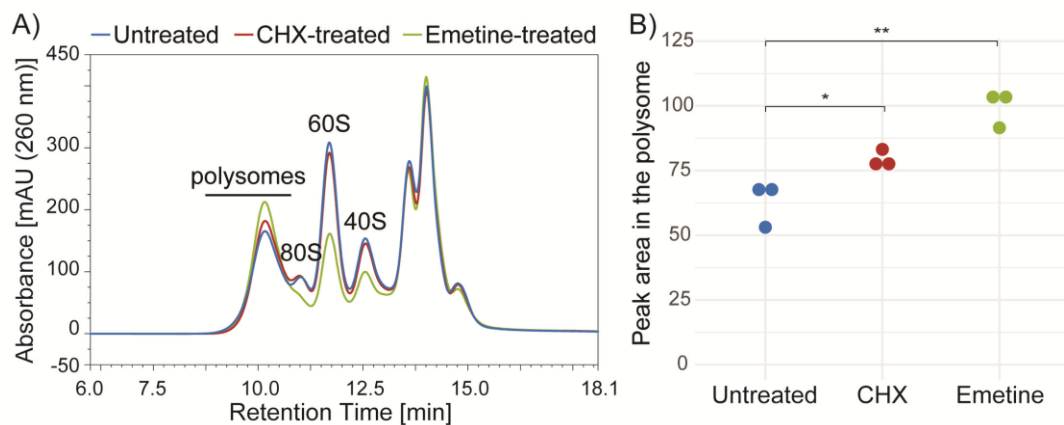 A)
Untreated CHX-treated Emetine-treated
Absorbance [mAU (260 nm)]
450
300
200
100
0
-50
polysomes
80S
60S
40S
6.0 7.5 10.0 12.5 15.0 18.1
Retention Time [min]
B)
Peak area in the polysome
125
100
75
50
25
0
**
*
Untreated CHX Emetine